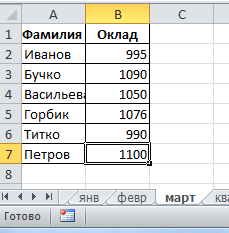 A B C
1 Фамилия Оклад
2 Иванов 995
3 Бучко 1090
4 Васильева 1050
5 Горбик 1076
6 Титко 990
7 Петров 1100
8
янв февр март ква
Готово